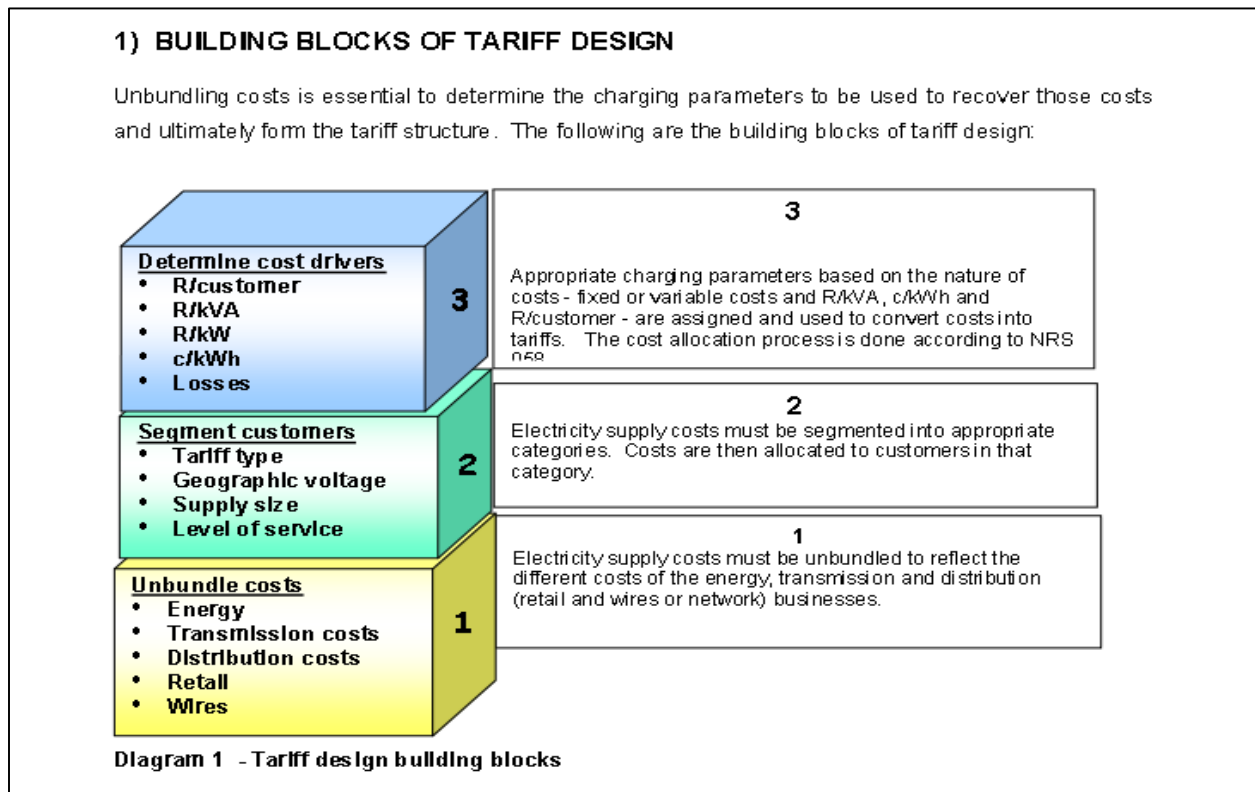 1) BUILDING BLOCKS OF TARIFF DESIGN
Unbundling costs is essential to determine the charging parameters to be used to recover those costs
and ultimately form the tariff structure. The following are the building blocks of tariff design:
Determine cost drivers
• R/customer
• R/kVA
• R/kW
• c/kWh
• Losses
3
3
Appropriate charging parameters based on the nature of
costs - fixed or variable costs and R/kVA, c/kWh and
R/customer - are assigned and used to convert costs into
tariffs. The cost allocation process is done according to NRS
Segment customers
• Tariff type
• Geographic voltage
• Supply size
• Level of service
2
2
Electricity supply costs must be segmented into appropriate
categories. Costs are then allocated to customers in that
category.
Unbundle costs
• Energy
• Transmission costs
• Distribution costs
• Retail
• Wires
1
1
Electricity supply costs must be unbundled to reflect the
different costs of the energy, transmission and distribution
(retail and wires or network) businesses.
Diagram 1 - Tariff design building blocks